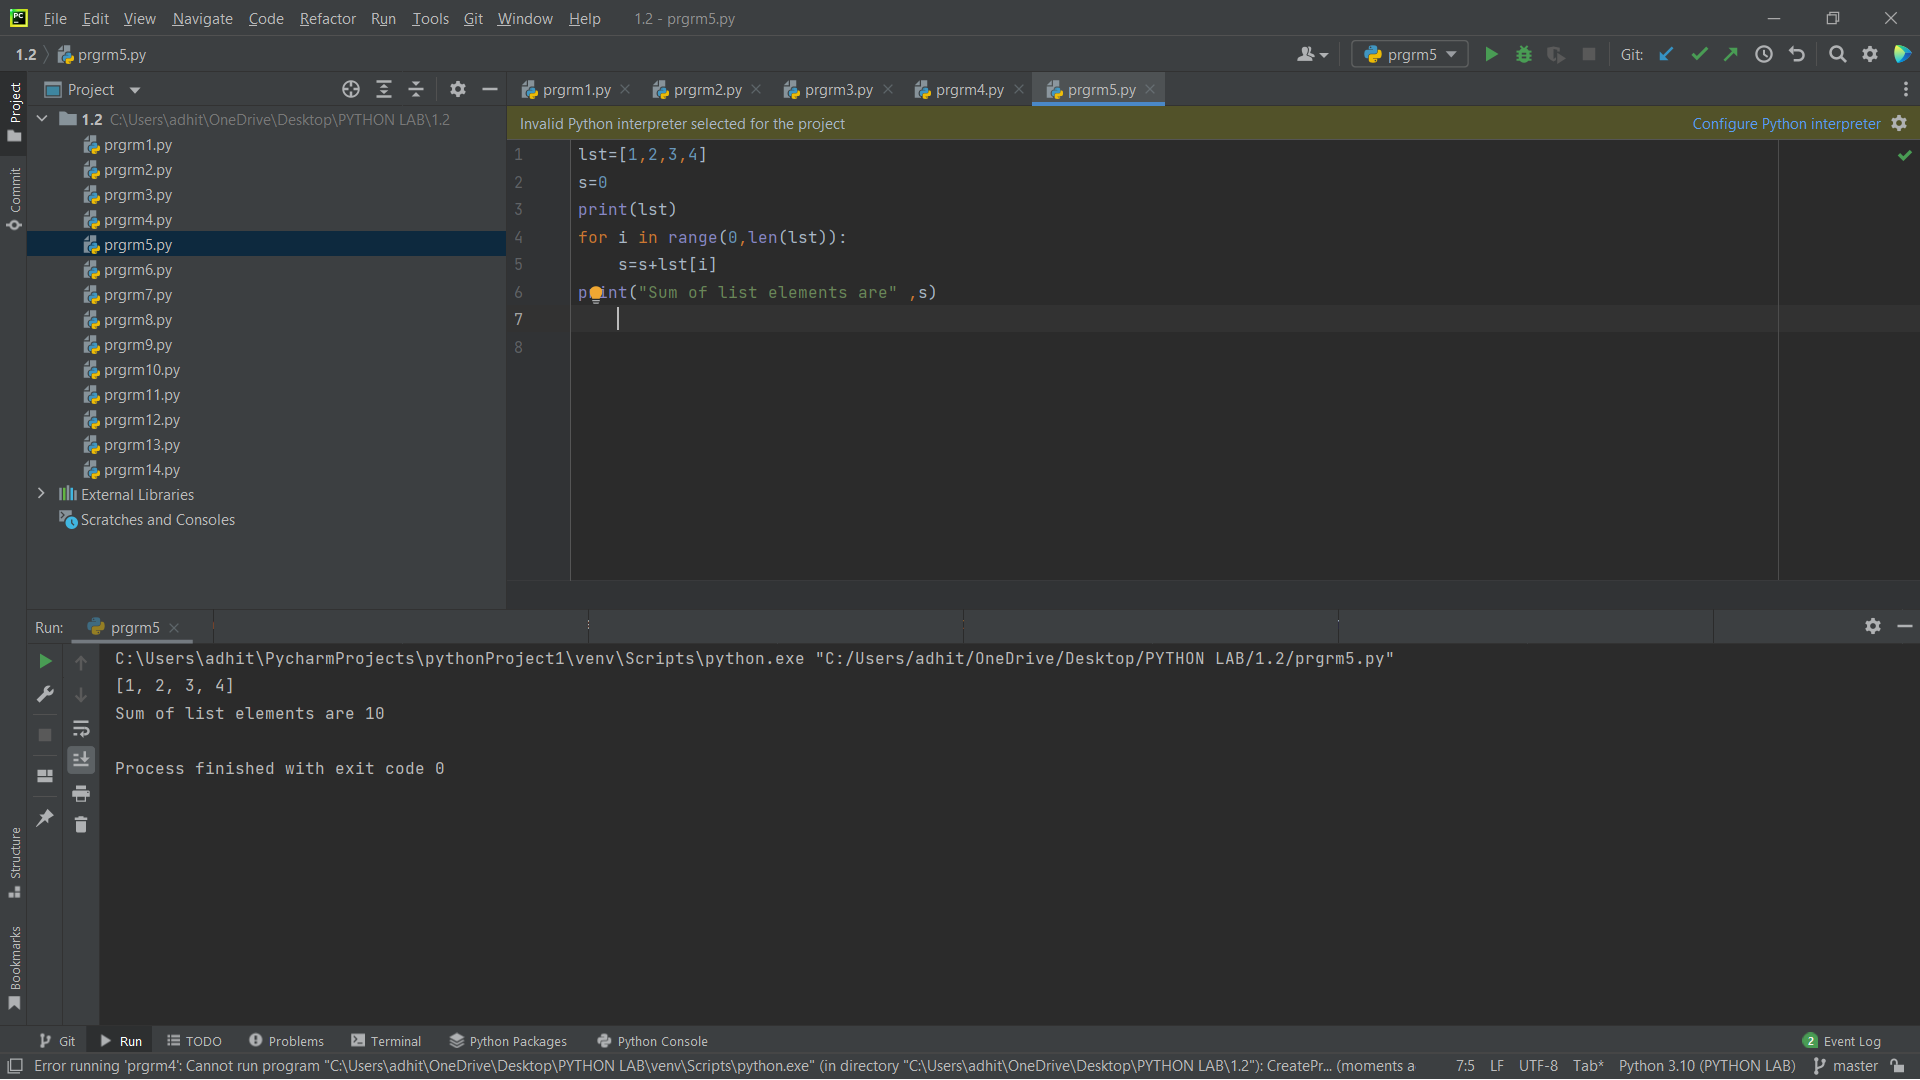 File Edit View Navigate Code Refactor Run Tools Git Window Help 1.2 - prgrm5.py
1.2 prgrm5.py
prgrm5 Git:
Project
prgrm1.py prgrm2.py prgrm3.py prgrm4.py prgrm5.py
Invalid Python interpreter selected for the project Configure Python interpreter
1.2 C:\Users\adhit\OneDrive\Desktop\PYTHON LAB\1.2
prgrm1.py
prgrm2.py
prgrm3.py
prgrm4.py
prgrm5.py
prgrm6.py
prgrm7.py
prgrm8.py
prgrm9.py
prgrm10.py
prgrm11.py
prgrm12.py
prgrm13.py
prgrm14.py
External Libraries
Scratches and Consoles
1 lst=[1,2,3,4]
2 s=0
3 print(lst)
4 for i in range(0,len(lst)):
5 s=s+lst[i]
6 print("Sum of list elements are" ,s)
7
8
Project
Commit
Structure
Bookmarks
Run: prgrm5
C:\Users\adhit\PycharmProjects\pythonProject1\venv\Scripts\python.exe "C:/Users/adhit/OneDrive/Desktop/PYTHON LAB/1.2/prgrm5.py"
[1, 2, 3, 4]
Sum of list elements are 10
Process finished with exit code 0
Git Run TODO Problems Terminal Python Packages Python Console 2 Event Log
Error running 'prgrm4': Cannot run program "C:\Users\adhit\OneDrive\Desktop\PYTHON LAB\venv\Scripts\python.exe" (in directory "C:\Users\adhit\OneDrive\Desktop\PYTHON LAB\1.2"): CreatePr... (moments a 7:5 LF UTF-8 Tab* Python 3.10 (PYTHON LAB) master